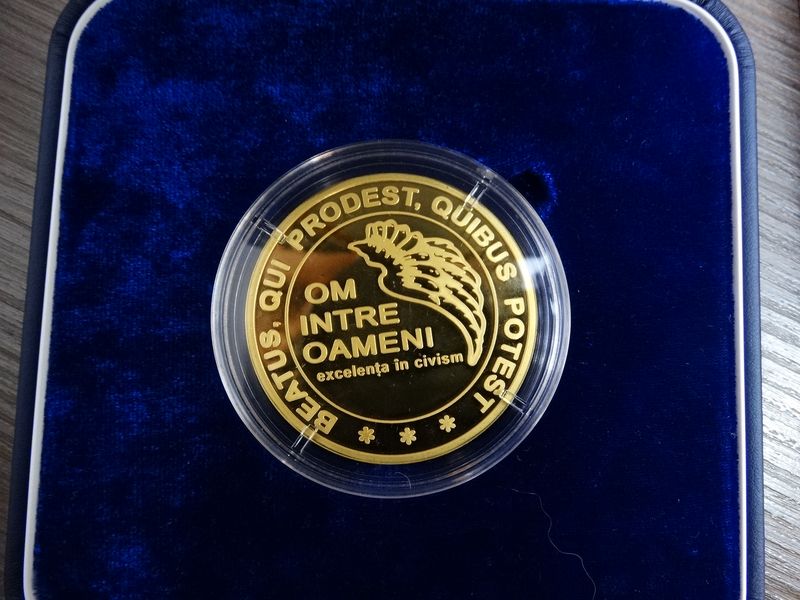 BEATUS, QUI PRODEST, QUIBUS POTEST
OM
INTRE
OAMENI
excelența în civism
* * *